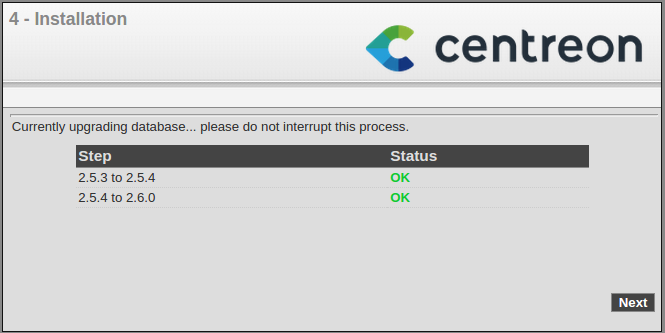 4 - Installation
centreon
Currently upgrading database... please do not interrupt this process.
Step Status
2.5.3 to 2.5.4 OK
2.5.4 to 2.6.0 OK
Next